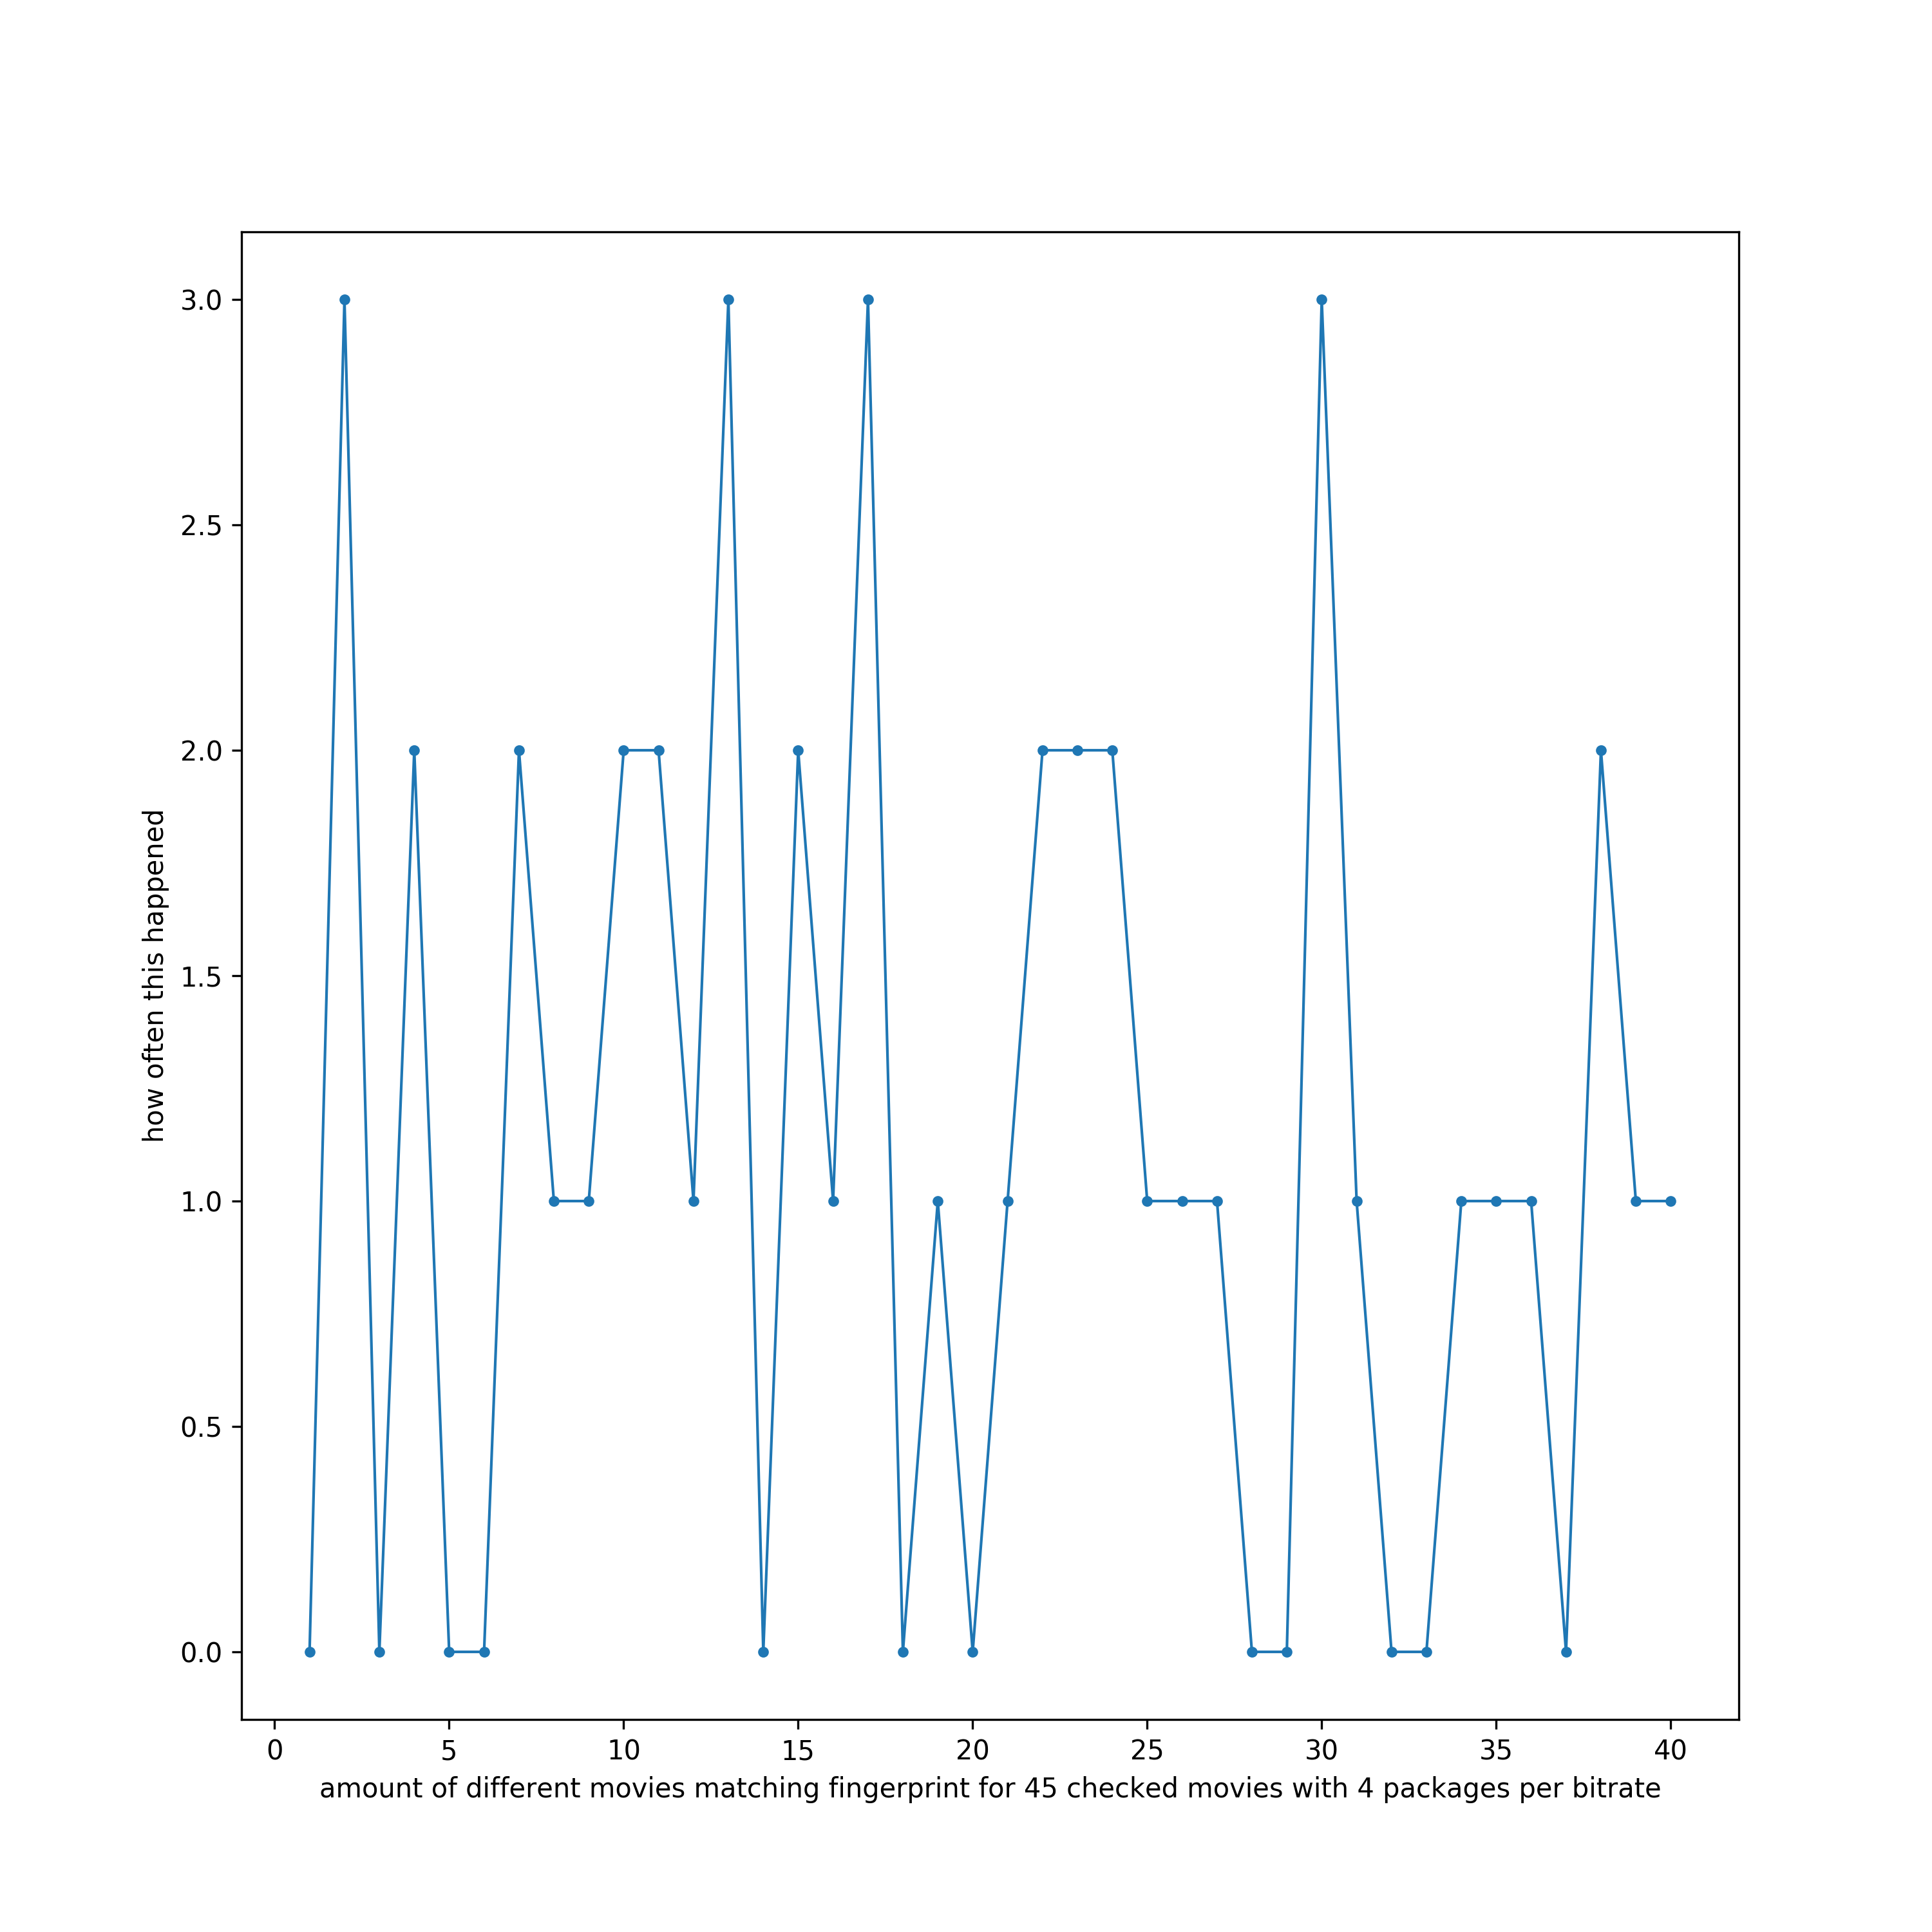 3.0
2.5
2.0
1.5
1.0
0.5
0.0
how often this happened
0 5 10 15 20 25 30 35 40
amount of different movies matching fingerprint for 45 checked movies with 4 packages per bitrate